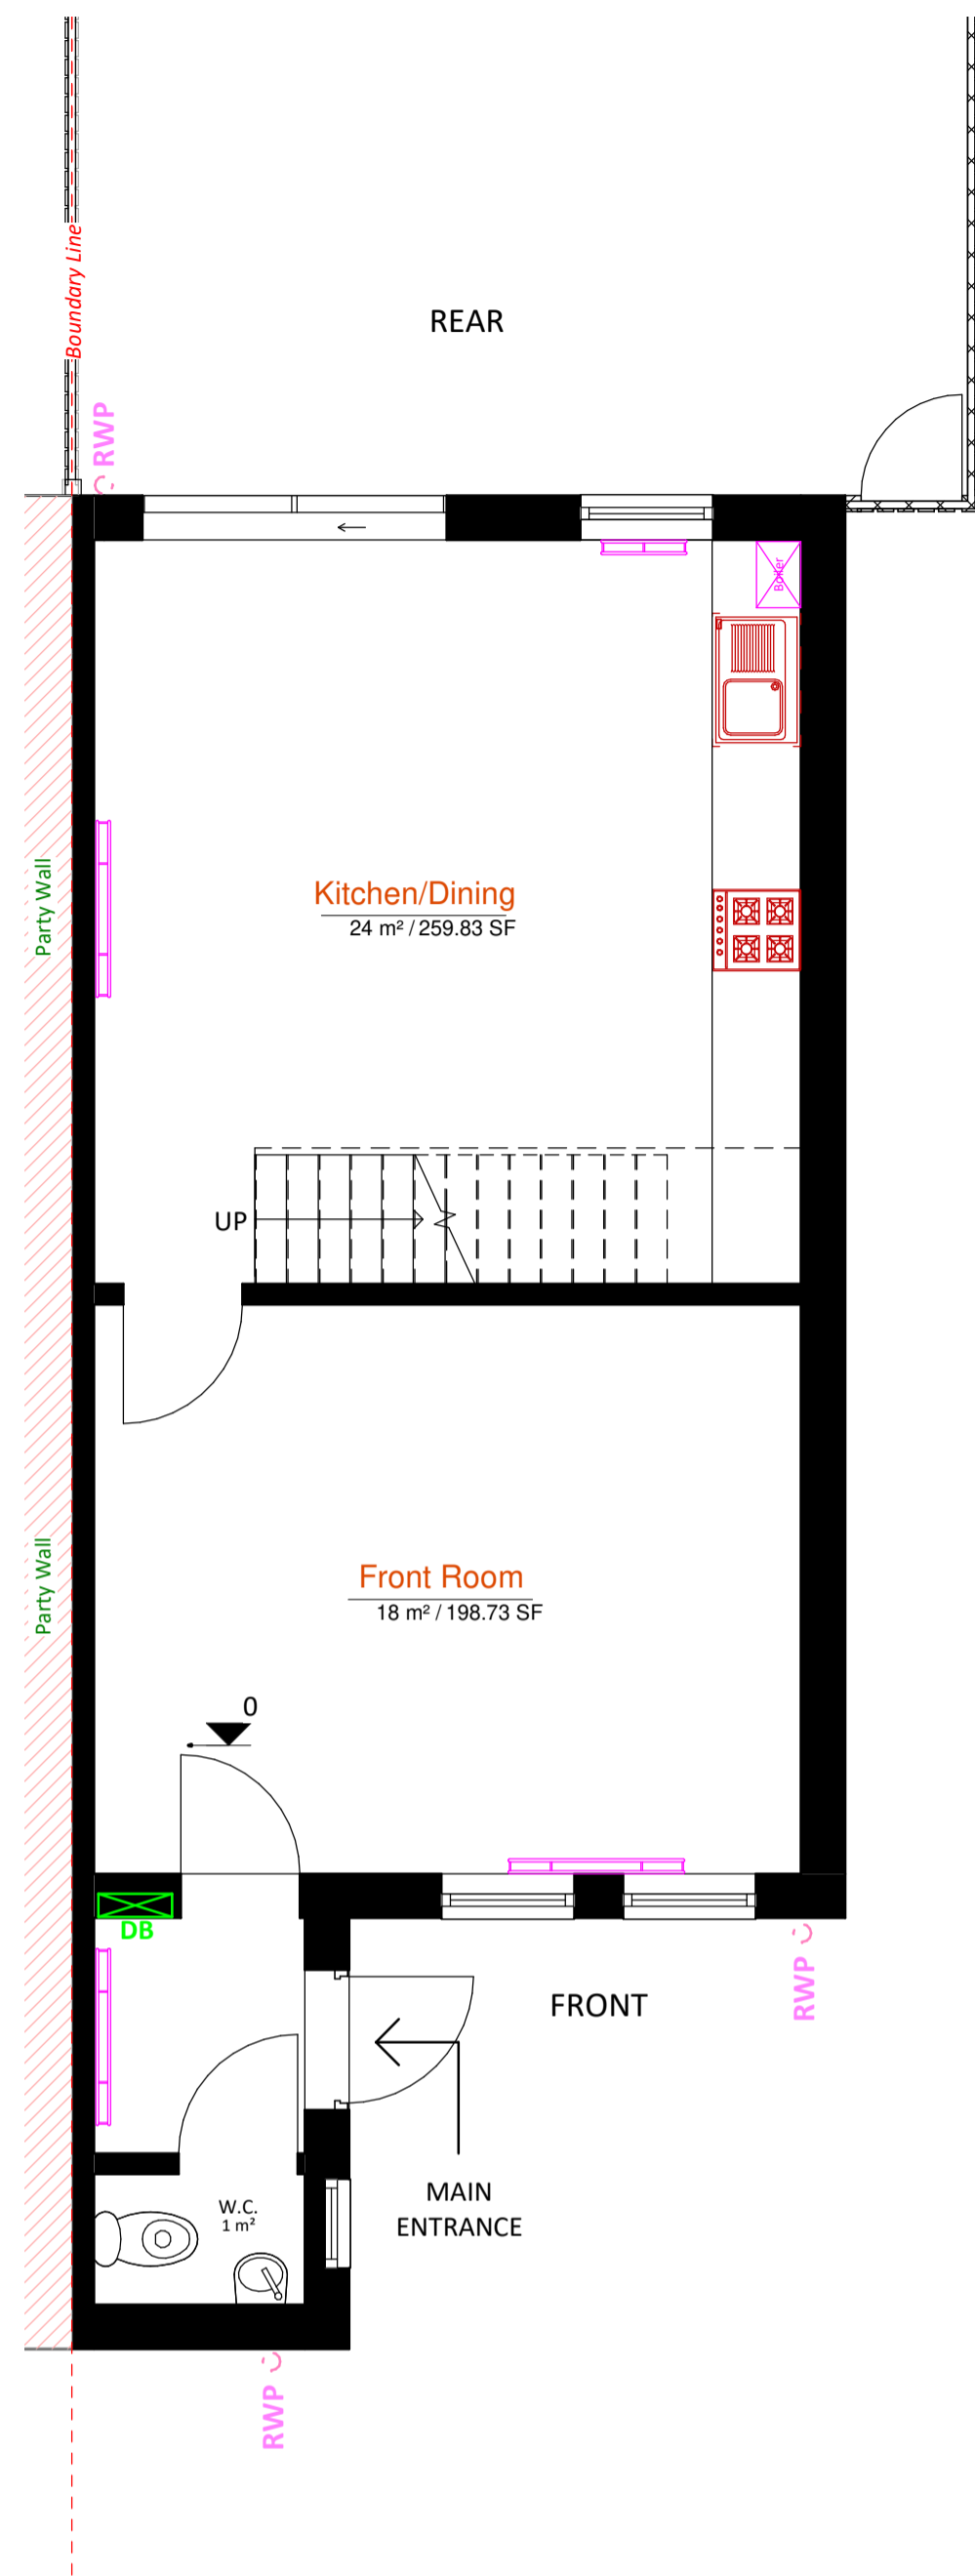 Boundary Line
REAR
RWP
Boiler
Party Wall
Kitchen/Dining
24 m² / 259.83 SF
UP
Party Wall
Front Room
18 m² / 198.73 SF
0
DB
FRONT
RWP
MAIN
ENTRANCE
W.C.
1 m²
RWP